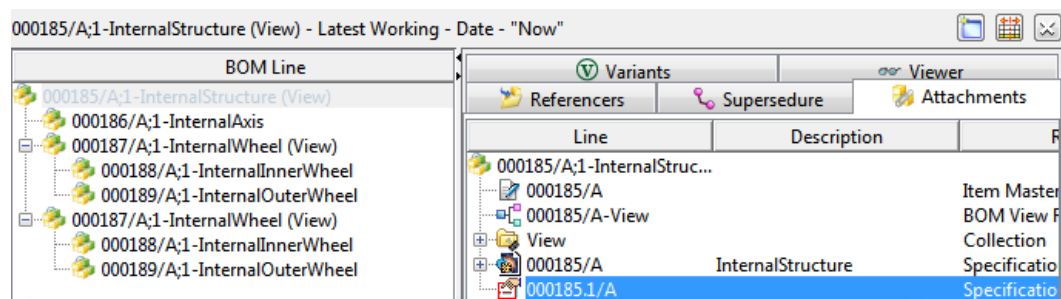 000185/A;1-InternalStructure (View) - Latest Working - Date - "Now"
BOM Line
000185/A;1-InternalStructure (View)
000186/A;1-InternalAxis
000187/A;1-InternalWheel (View)
000188/A;1-InternalInnerWheel
000189/A;1-InternalOuterWheel
000187/A;1-InternalWheel (View)
000188/A;1-InternalInnerWheel
000189/A;1-InternalOuterWheel
Variants Viewer
Referencers Supersedure Attachments
Line Description
000185/A;1-InternalStruc...
000185/A Item Master
000185/A-View BOM View
View Collection
000185/A InternalStructure Specificatio
000185.1/A Specificatio